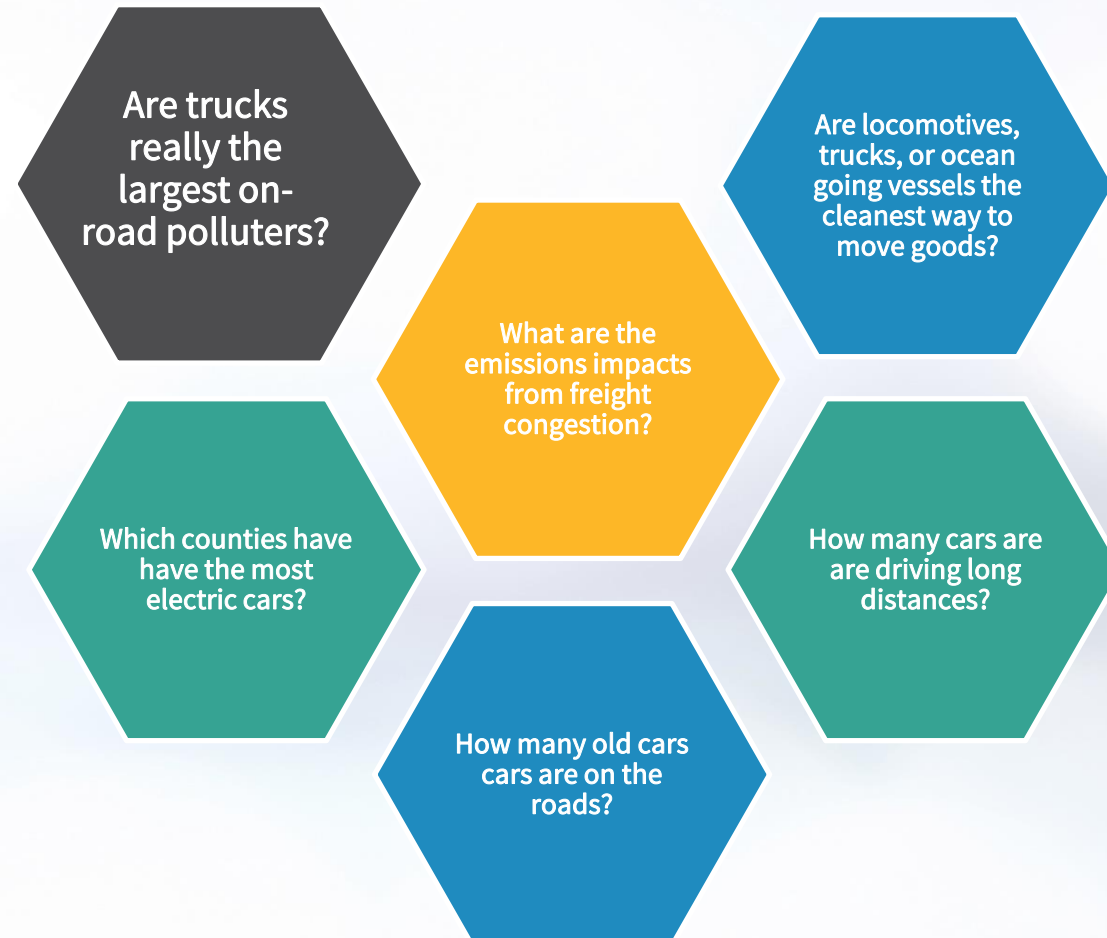 Are trucks
really the
largest on-
road polluters?
Are locomotives,
trucks, or ocean
going vessels the
cleanest way to
move goods?
What are the
emissions impacts
from freight
congestion?
Which counties have
have the most
electric cars?
How many cars are
are driving long
distances?
How many old cars
cars are on the
roads?